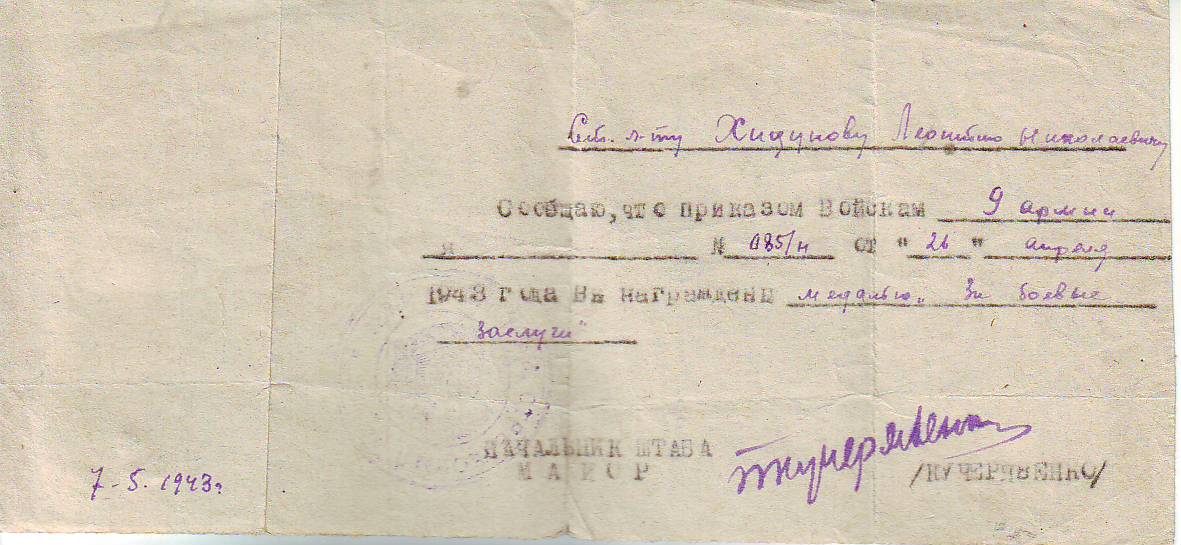 Ст. л-ту Хидунову Леонтию Николаевичу
Сообщаю, что приказом Войскам 9 армии
№ 085/н от "26" апреля
1943 года Вы награждены медалью „За боевые
заслуги"
НАЧАЛЬНИК ШТАБА
МАЙОР /КУЧЕРЯВЕНКО/
7-5.1943г